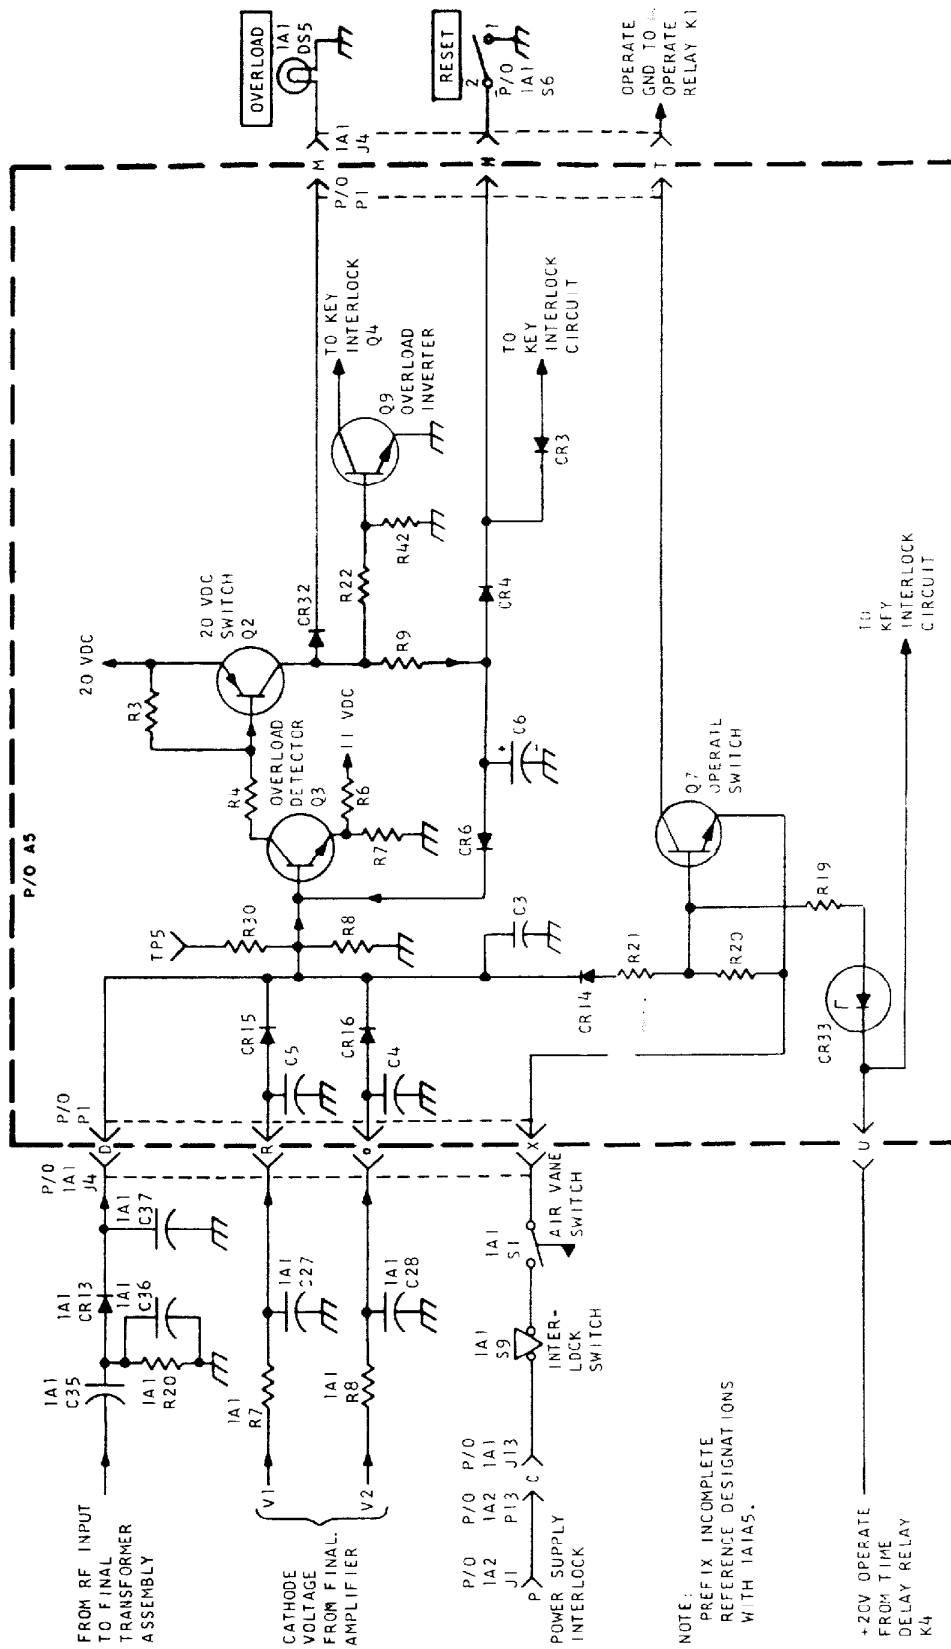 P/O A5
FROM RF INPUT
TO FINAL
TRANSFORMER
ASSEMBLY
1A1
C35
1A1
R20
1A1
CR13
1A1
C36
1A1
C37
P/O
1A1
J4
D
P/O
P1
CATHODE
VOLTAGE
FROM FINAL
AMPLIFIER
V1
V2
1A1
R7
1A1
R8
1A1
C27
1A1
C28
R
CR15
C5
CR16
C4
TP5
R30
R8
C3
20 VDC
R3
R4
20 VDC
SWITCH
Q2
OVERLOAD
DETECTOR
Q3
R6
11 VDC
R7
CR32
R9
R22
R42
TO KEY
INTERLOCK
Q4
Q9
OVERLOAD
INVERTER
CR6
C6
+
-
CR4
CR3
TO
KEY
INTERLOCK
CIRCUIT
P/O
P1
M
1A1
J4
OVERLOAD
1A1
DS5
RESET
2
1
P/O
1A1
S6
T
OPERATE
GND TO
OPERATE
RELAY K1
P/O
1A2
J1
P
P/O
1A2
P13
C
P/O
1A1
J13
POWER SUPPLY
INTERLOCK
1A1
S9
INTER-
LOCK
SWITCH
1A1
S1
AIR VANE
SWITCH
X
CR14
R21
R20
Q7
OPERATE
SWITCH
R19
CR33
TO
KEY
INTERLOCK
CIRCUIT
U
+20V OPERATE
FROM TIME
DELAY RELAY
K4
NOTE:
PREFIX INCOMPLETE
REFERENCE DESIGNATIONS
WITH 1A1A5.